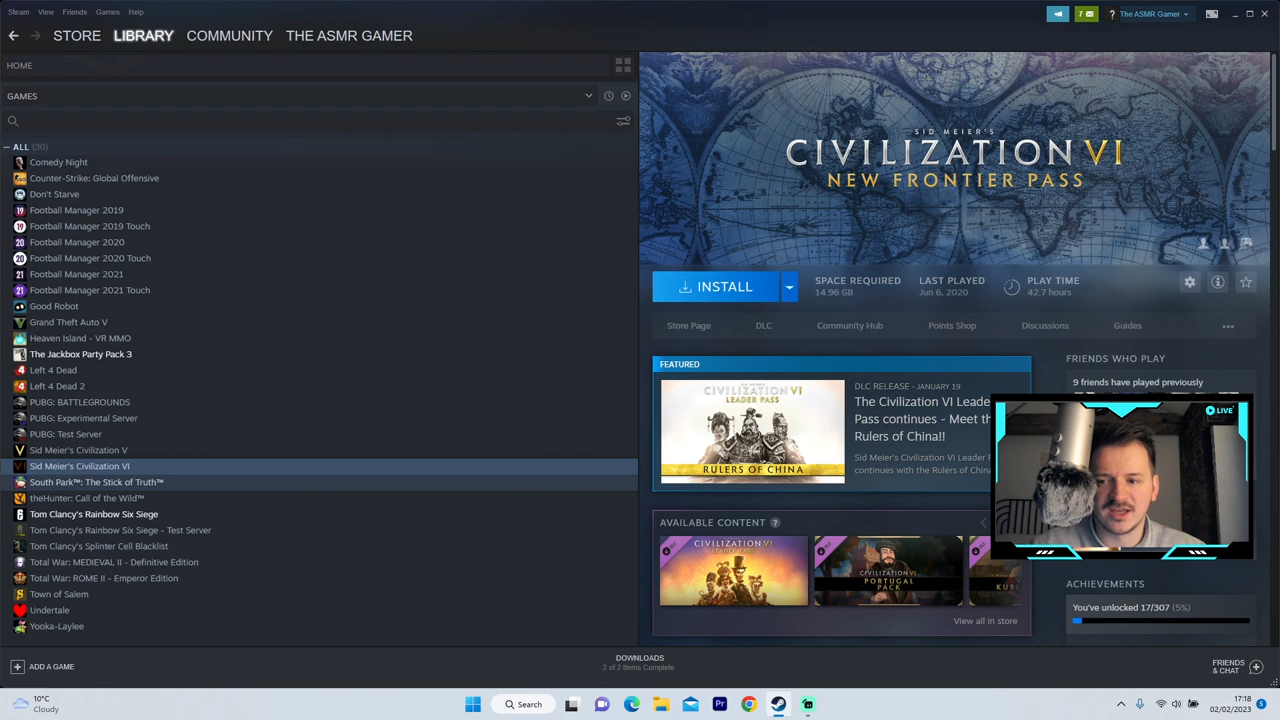 Steam View Friends Games Help
7 The ASMR Gamer
STORE LIBRARY COMMUNITY THE ASMR GAMER
HOME
GAMES
ALL (30)
Comedy Night
Counter-Strike: Global Offensive
Don't Starve
19 Football Manager 2019
19 Football Manager 2019 Touch
20 Football Manager 2020
20 Football Manager 2020 Touch
21 Football Manager 2021
21 Football Manager 2021 Touch
Good Robot
Grand Theft Auto V
Heaven Island - VR MMO
The Jackbox Party Pack 3
Left 4 Dead
Left 4 Dead 2
PUBG: BATTLEGROUNDS
PUBG: Experimental Server
PUBG: Test Server
Sid Meier's Civilization V
Sid Meier's Civilization VI
South Park™: The Stick of Truth™
theHunter: Call of the Wild™
Tom Clancy's Rainbow Six Siege
Tom Clancy's Rainbow Six Siege - Test Server
Tom Clancy's Splinter Cell Blacklist
Total War: MEDIEVAL II - Definitive Edition
Total War: ROME II - Emperor Edition
Town of Salem
Undertale
Yooka-Laylee
SID MEIER'S
CIVILIZATION VI
NEW FRONTIER PASS
INSTALL
SPACE REQUIRED
14.96 GB
LAST PLAYED
Jun 6, 2020
PLAY TIME
42.7 hours
Store Page DLC Community Hub Points Shop Discussions Guides
FEATURED
CIVILIZATION VI
LEADER PASS
RULERS OF CHINA
DLC RELEASE - JANUARY 19
The Civilization VI Leade
Pass continues - Meet th
Rulers of China!!
Sid Meier's Civilization VI Leader
continues with the Rulers of China
FRIENDS WHO PLAY
9 friends have played previously
LIVE
AVAILABLE CONTENT ?
CIVILIZATION VI
LEADER PASS
CIVILIZATION VI
PORTUGAL
PACK
View all in store
ACHIEVEMENTS
You've unlocked 17/307 (5%)
ADD A GAME
DOWNLOADS
2 of 2 Items Complete
FRIENDS
& CHAT
10°C
Cloudy
Search
Pr
17:18
02/02/2023
5